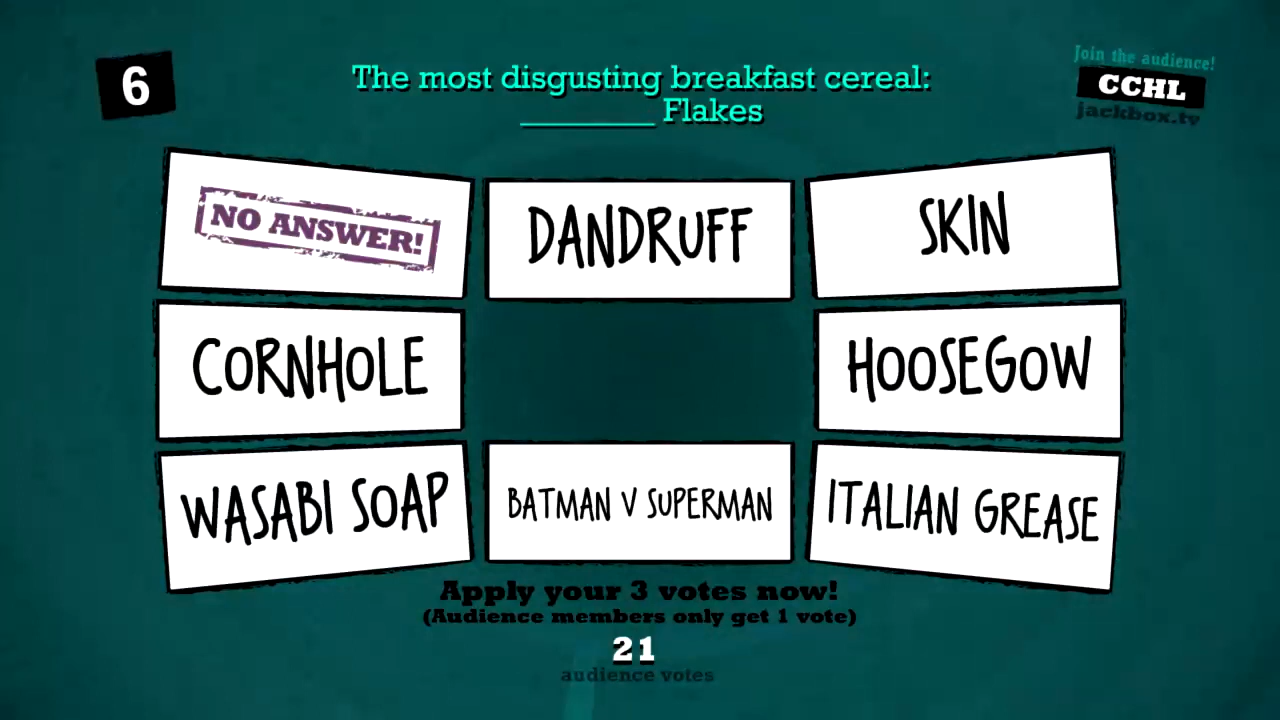 6
The most disgusting breakfast cereal:
________ Flakes
Join the audience!
CCHL
jackbox.tv
NO ANSWER!
DANDRUFF
SKIN
CORNHOLE
HOOSEGOW
WASABI SOAP
BATMAN V SUPERMAN
ITALIAN GREASE
Apply your 3 votes now!
(Audience members only get 1 vote)
21
audience votes